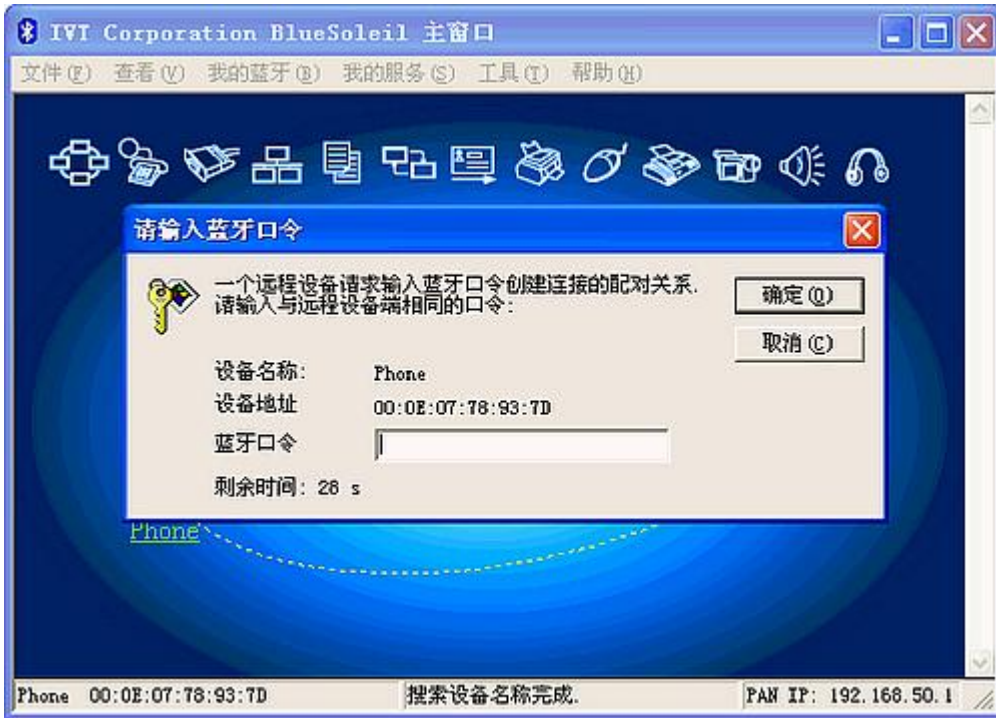 IVT Corporation BlueSoleil 主窗口
文件(F) 查看(V) 我的蓝牙(B) 我的服务(S) 工具(T) 帮助(H)
请输入蓝牙口令
一个远程设备请求输入蓝牙口令创建连接的配对关系.
请输入与远程设备端相同的口令:
确定(O)
取消(C)
设备名称: Phone
设备地址 00:0E:07:78:93:7D
蓝牙口令
剩余时间: 28 s
Phone
Phone 00:0E:07:78:93:7D 搜索设备名称完成. PAN IP: 192.168.50.1